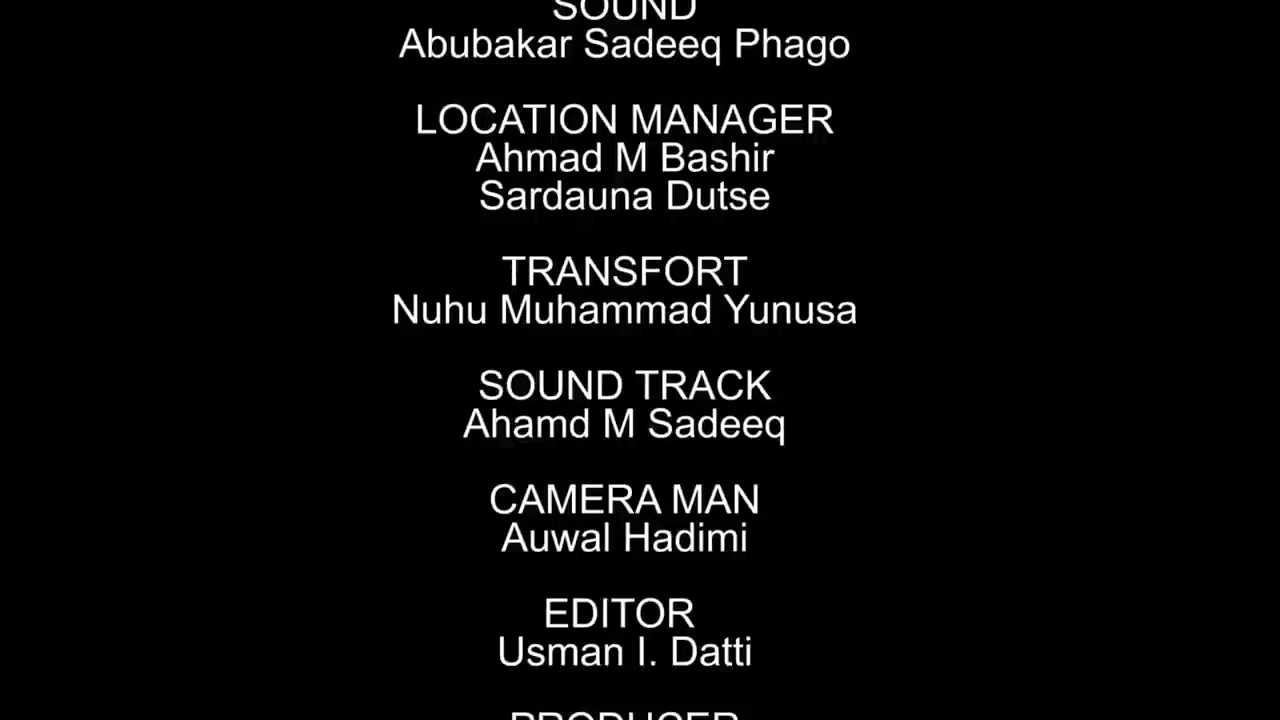 SOUND
Abubakar Sadeeq Phago
LOCATION MANAGER
Ahmad M Bashir
Sardauna Dutse
TRANSFORT
Nuhu Muhammad Yunusa
SOUND TRACK
Ahamd M Sadeeq
CAMERA MAN
Auwal Hadimi
EDITOR
Usman I. Datti
PRODUCER